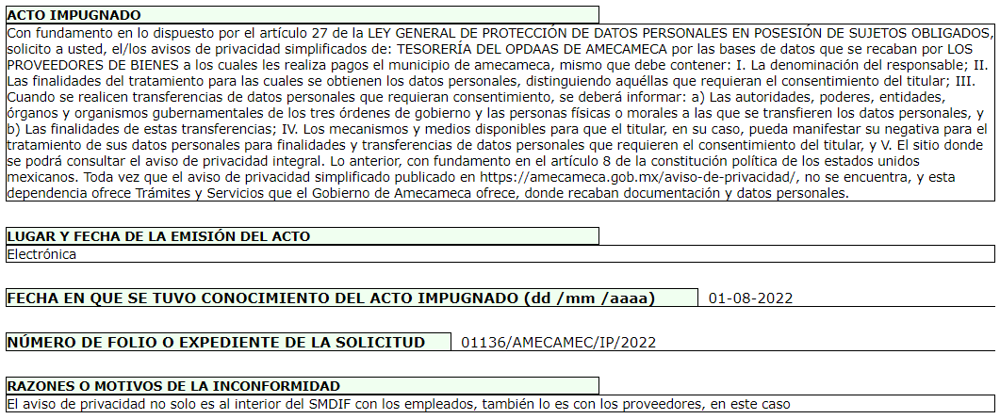 ACTO IMPUGNADO
Con fundamento en lo dispuesto por el artículo 27 de la LEY GENERAL DE PROTECCIÓN DE DATOS PERSONALES EN POSESIÓN DE SUJETOS OBLIGADOS,
solicito a usted, el/los avisos de privacidad simplificados de: TESORERÍA DEL OPDAAS DE AMECAMECA por las bases de datos que se recaban por LOS
PROVEEDORES DE BIENES a los cuales les realiza pagos el municipio de amecameca, mismo que debe contener: I. La denominación del responsable; II.
Las finalidades del tratamiento para las cuales se obtienen los datos personales, distinguiendo aquéllas que requieran el consentimiento del titular; III.
Cuando se realicen transferencias de datos personales que requieran consentimiento, se deberá informar: a) Las autoridades, poderes, entidades,
órganos y organismos gubernamentales de los tres órdenes de gobierno y las personas físicas o morales a las que se transfieren los datos personales, y
b) Las finalidades de estas transferencias; IV. Los mecanismos y medios disponibles para que el titular, en su caso, pueda manifestar su negativa para el
tratamiento de sus datos personales para finalidades y transferencias de datos personales que requieren el consentimiento del titular, y V. El sitio donde
se podrá consultar el aviso de privacidad integral. Lo anterior, con fundamento en el artículo 8 de la constitución política de los estados unidos
mexicanos. Toda vez que el aviso de privacidad simplificado publicado en https://amecameca.gob.mx/aviso-de-privacidad/, no se encuentra, y esta
dependencia ofrece Trámites y Servicios que el Gobierno de Amecameca ofrece, donde recaban documentación y datos personales.
LUGAR Y FECHA DE LA EMISIÓN DEL ACTO
Electrónica
FECHA EN QUE SE TUVO CONOCIMIENTO DEL ACTO IMPUGNADO (dd /mm /aaaa) 01-08-2022
NÚMERO DE FOLIO O EXPEDIENTE DE LA SOLICITUD 01136/AMECAMEC/IP/2022
RAZONES O MOTIVOS DE LA INCONFORMIDAD
El aviso de privacidad no solo es al interior del SMDIF con los empleados, también lo es con los proveedores, en este caso